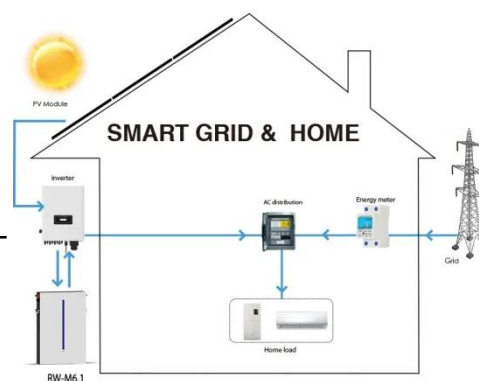 PV Module
SMART GRID & HOME
inverter
AC distribution
Energy meter
Grid
Home load
RW-M6.1